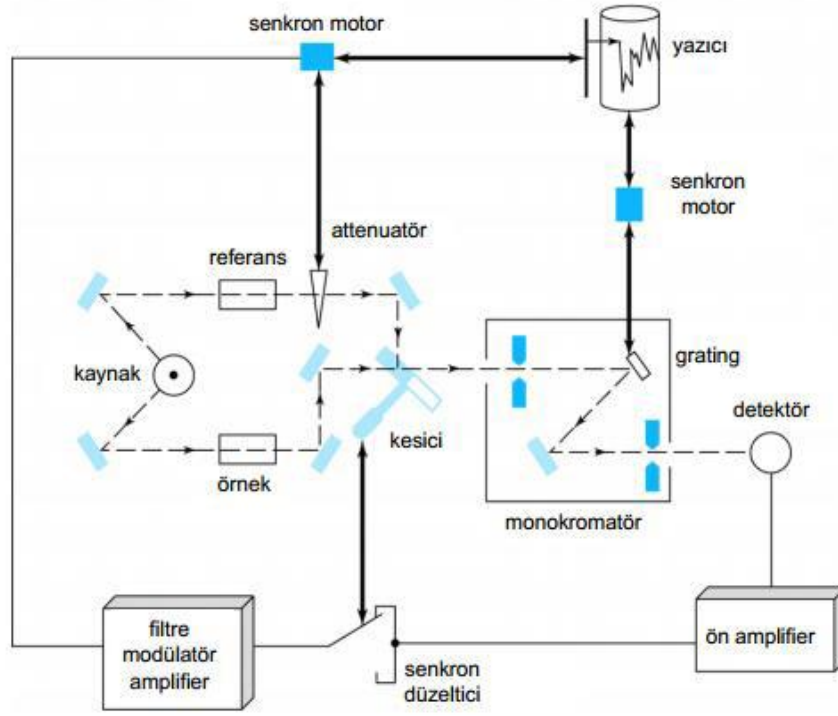 senkron motor
yazıcı
senkron
motor
attenuatör
referans
kaynak
grating
detektör
kesici
örnek
monokromatör
filtre
modülatör
amplifier
ön amplifier
senkron
düzeltici